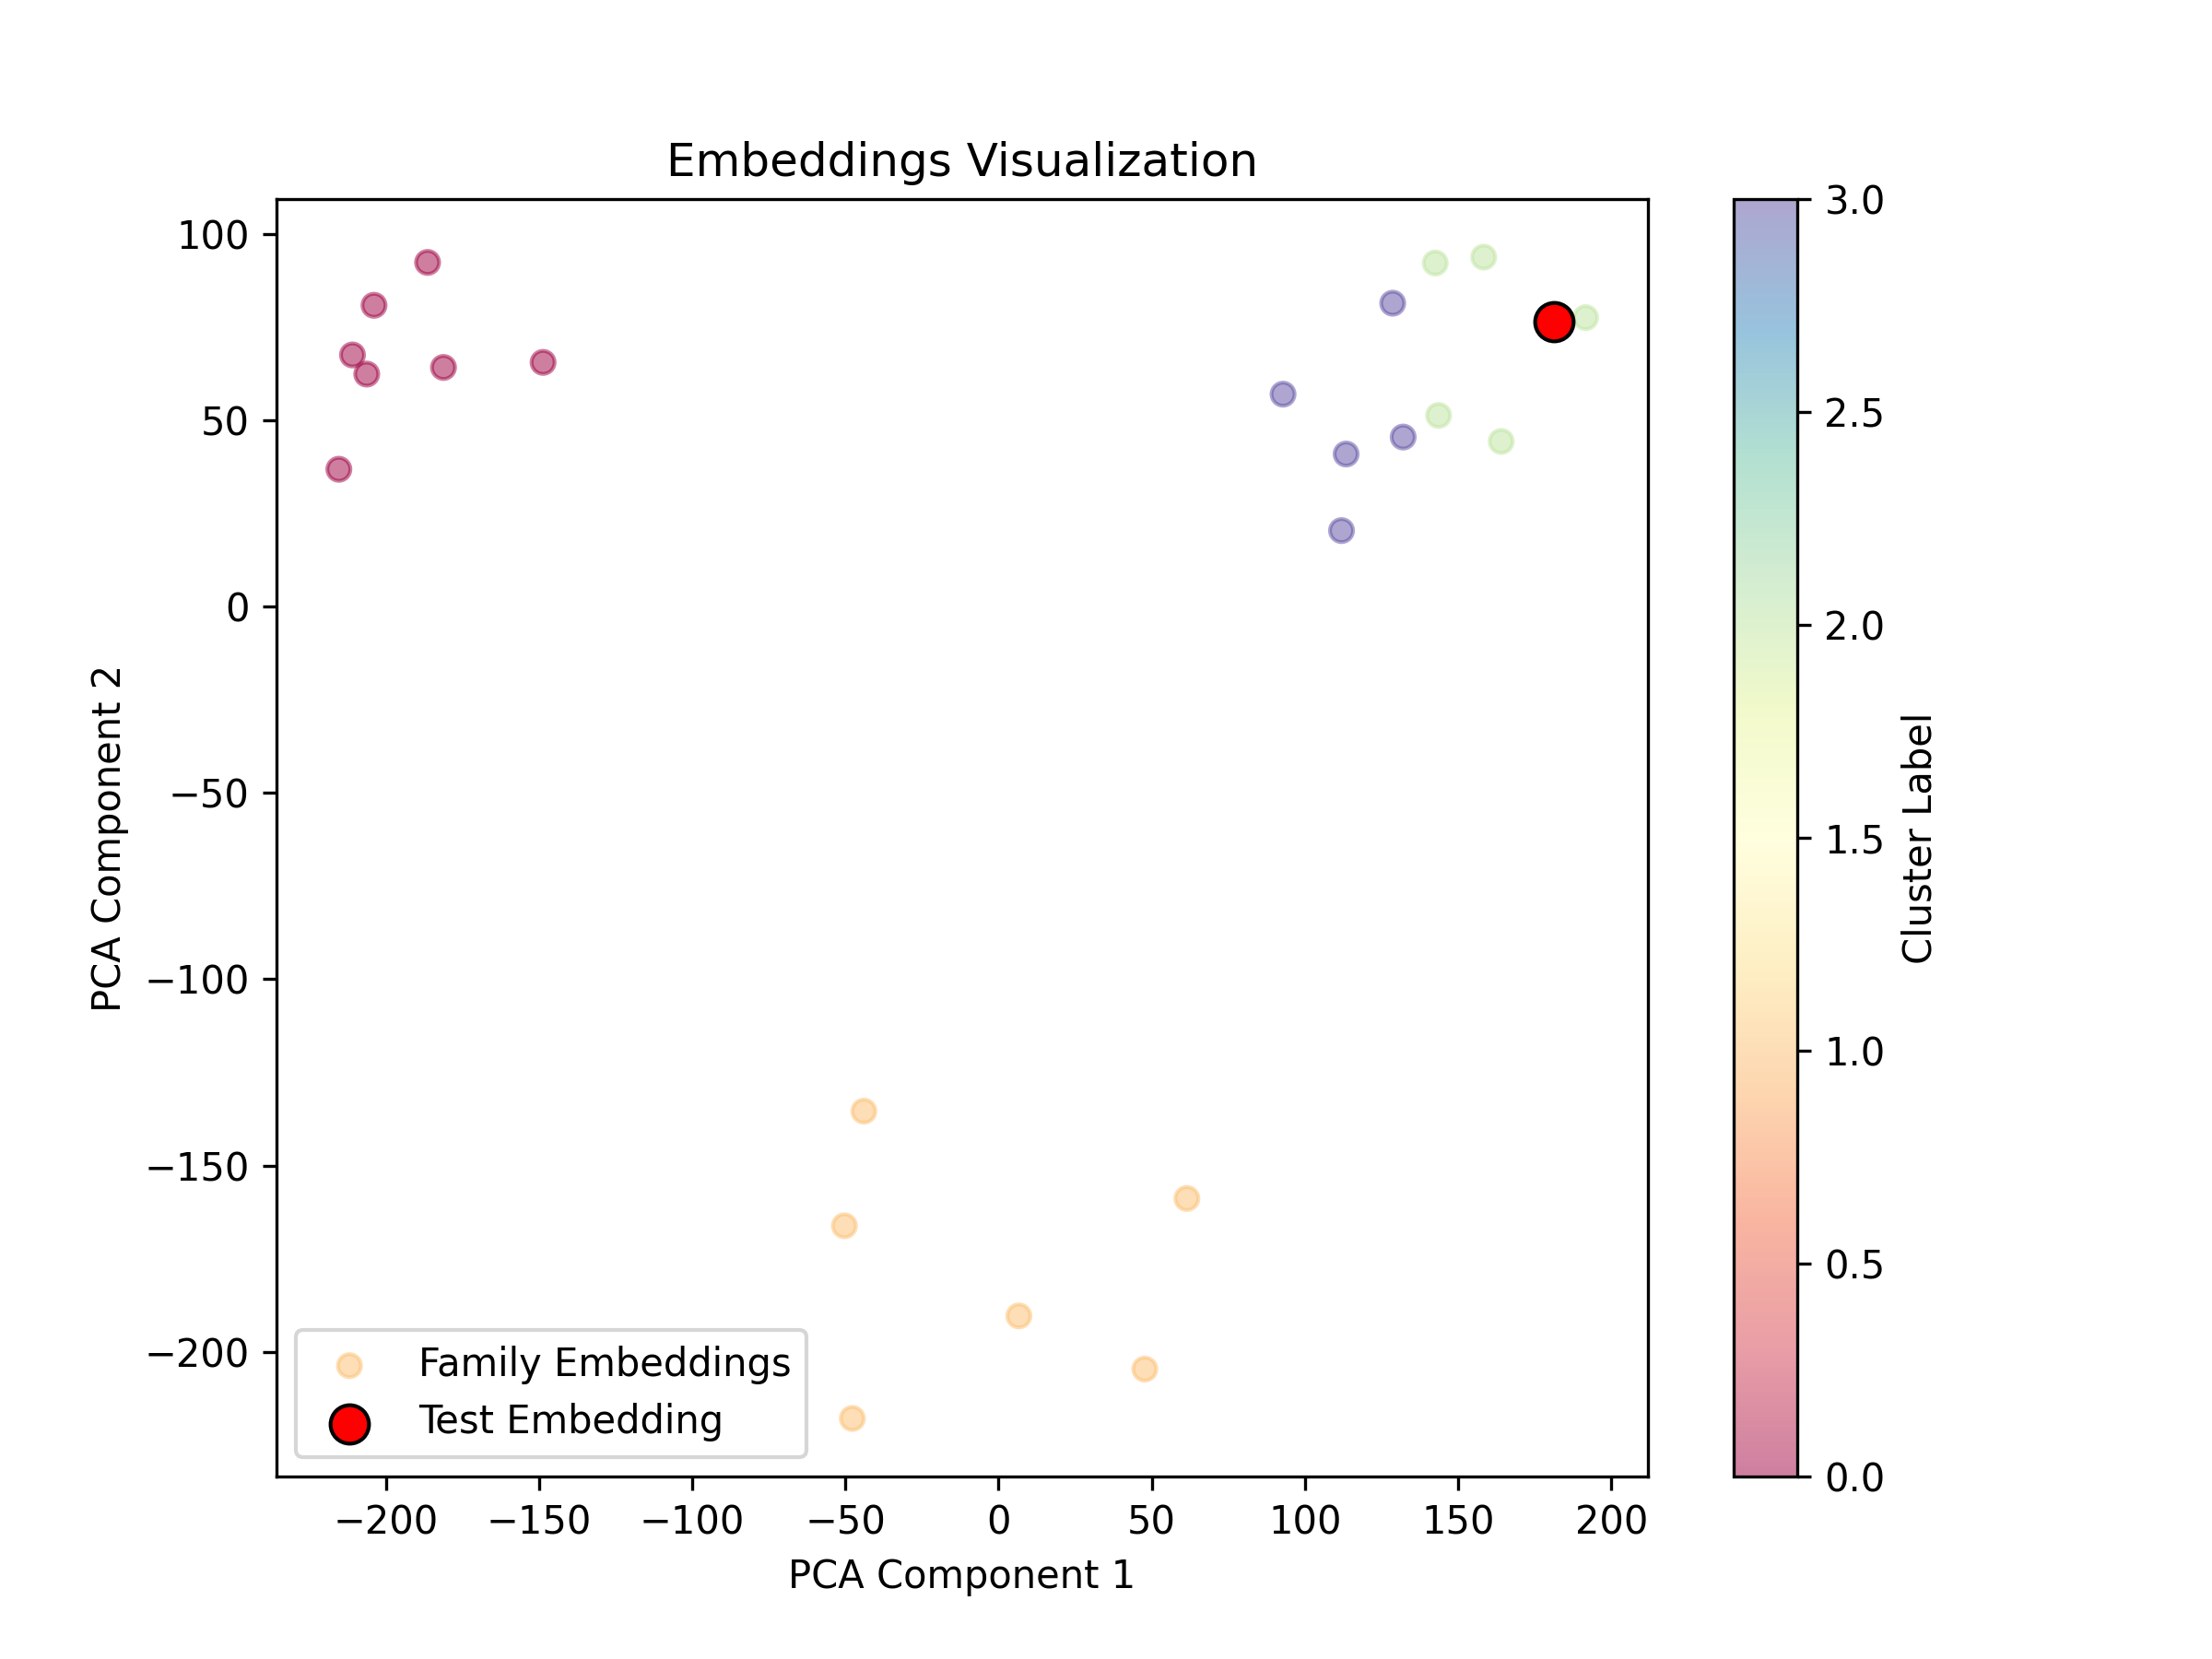 Embeddings Visualization
100
50
0
−50
−100
−150
−200
PCA Component 2
Family Embeddings
Test Embedding
−200 −150 −100 −50 0 50 100 150 200
PCA Component 1
3.0
2.5
2.0
1.5
1.0
0.5
0.0
Cluster Label